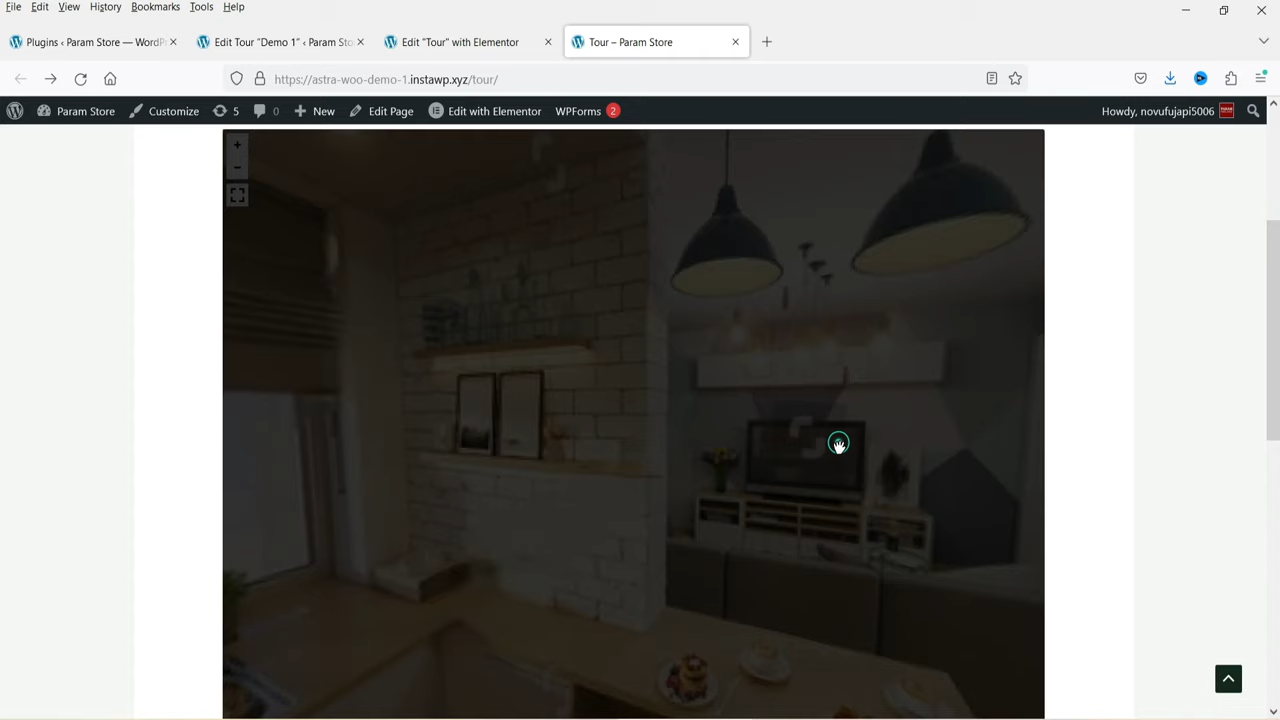 File Edit View History Bookmarks Tools Help
Plugins ‹ Param Store — WordP
Edit Tour “Demo 1” ‹ Param Sto
Edit "Tour" with Elementor
Tour – Param Store
https://astra-woo-demo-1.instawp.xyz/tour/
Param Store Customize 5 0 New Edit Page Edit with Elementor WPForms 2 Howdy, novufujapi5006